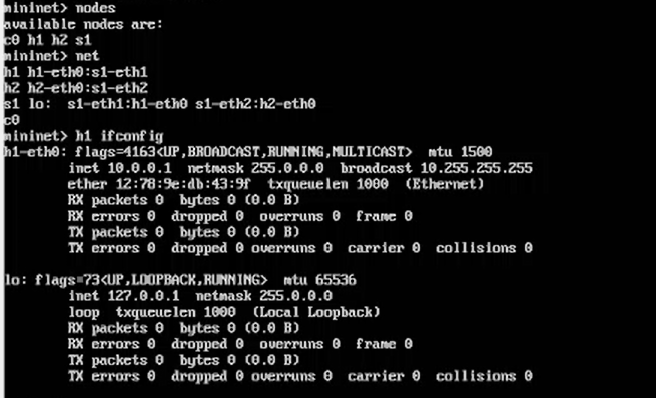 mininet> nodes
available nodes are:
c0 h1 h2 s1
mininet> net
h1 h1-eth0:s1-eth1
h2 h2-eth0:s1-eth2
s1 lo:  s1-eth1:h1-eth0 s1-eth2:h2-eth0
c0
mininet> h1 ifconfig
h1-eth0: flags=4163<UP,BROADCAST,RUNNING,MULTICAST>  mtu 1500
        inet 10.0.0.1  netmask 255.0.0.0  broadcast 10.255.255.255
        ether 12:78:9e:db:43:9f  txqueuelen 1000  (Ethernet)
        RX packets 0  bytes 0 (0.0 B)
        RX errors 0  dropped 0  overruns 0  frame 0
        TX packets 0  bytes 0 (0.0 B)
        TX errors 0  dropped 0 overruns 0  carrier 0  collisions 0

lo: flags=73<UP,LOOPBACK,RUNNING>  mtu 65536
        inet 127.0.0.1  netmask 255.0.0.0
        loop  txqueuelen 1000  (Local Loopback)
        RX packets 0  bytes 0 (0.0 B)
        RX errors 0  dropped 0  overruns 0  frame 0
        TX packets 0  bytes 0 (0.0 B)
        TX errors 0  dropped 0 overruns 0  carrier 0  collisions 0